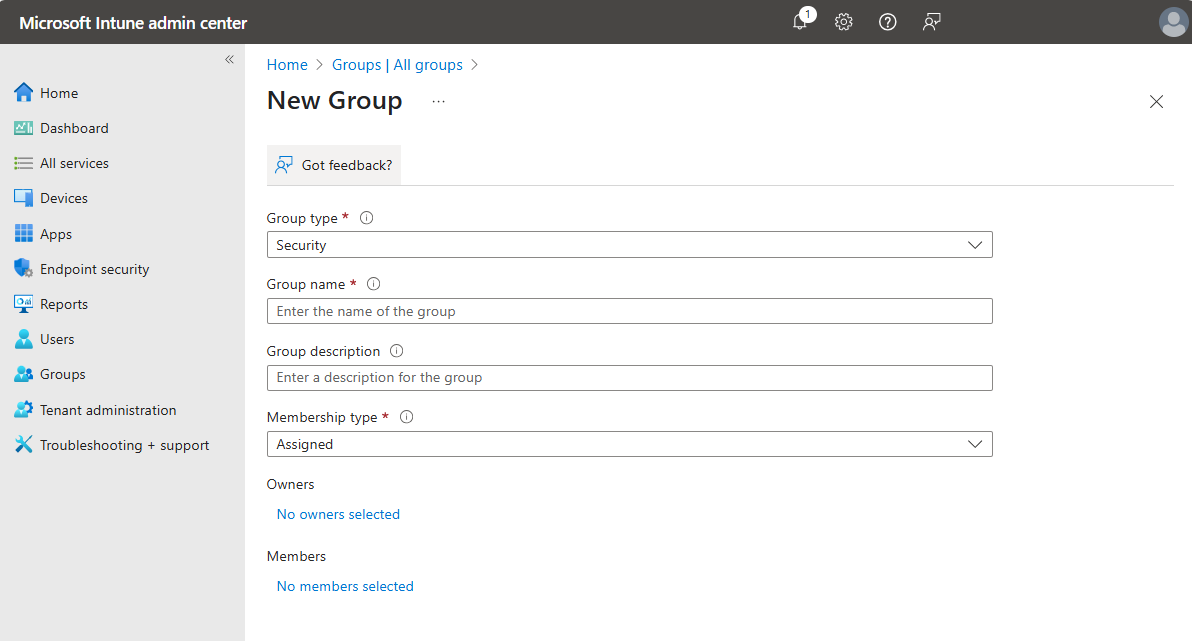 Microsoft Intune admin center
1
«
Home
Dashboard
All services
Devices
Apps
Endpoint security
Reports
Users
Groups
Tenant administration
Troubleshooting + support
Home > Groups | All groups >
New Group ...
Got feedback?
Group type *
Security
Group name *
Enter the name of the group
Group description
Enter a description for the group
Membership type *
Assigned
Owners
No owners selected
Members
No members selected